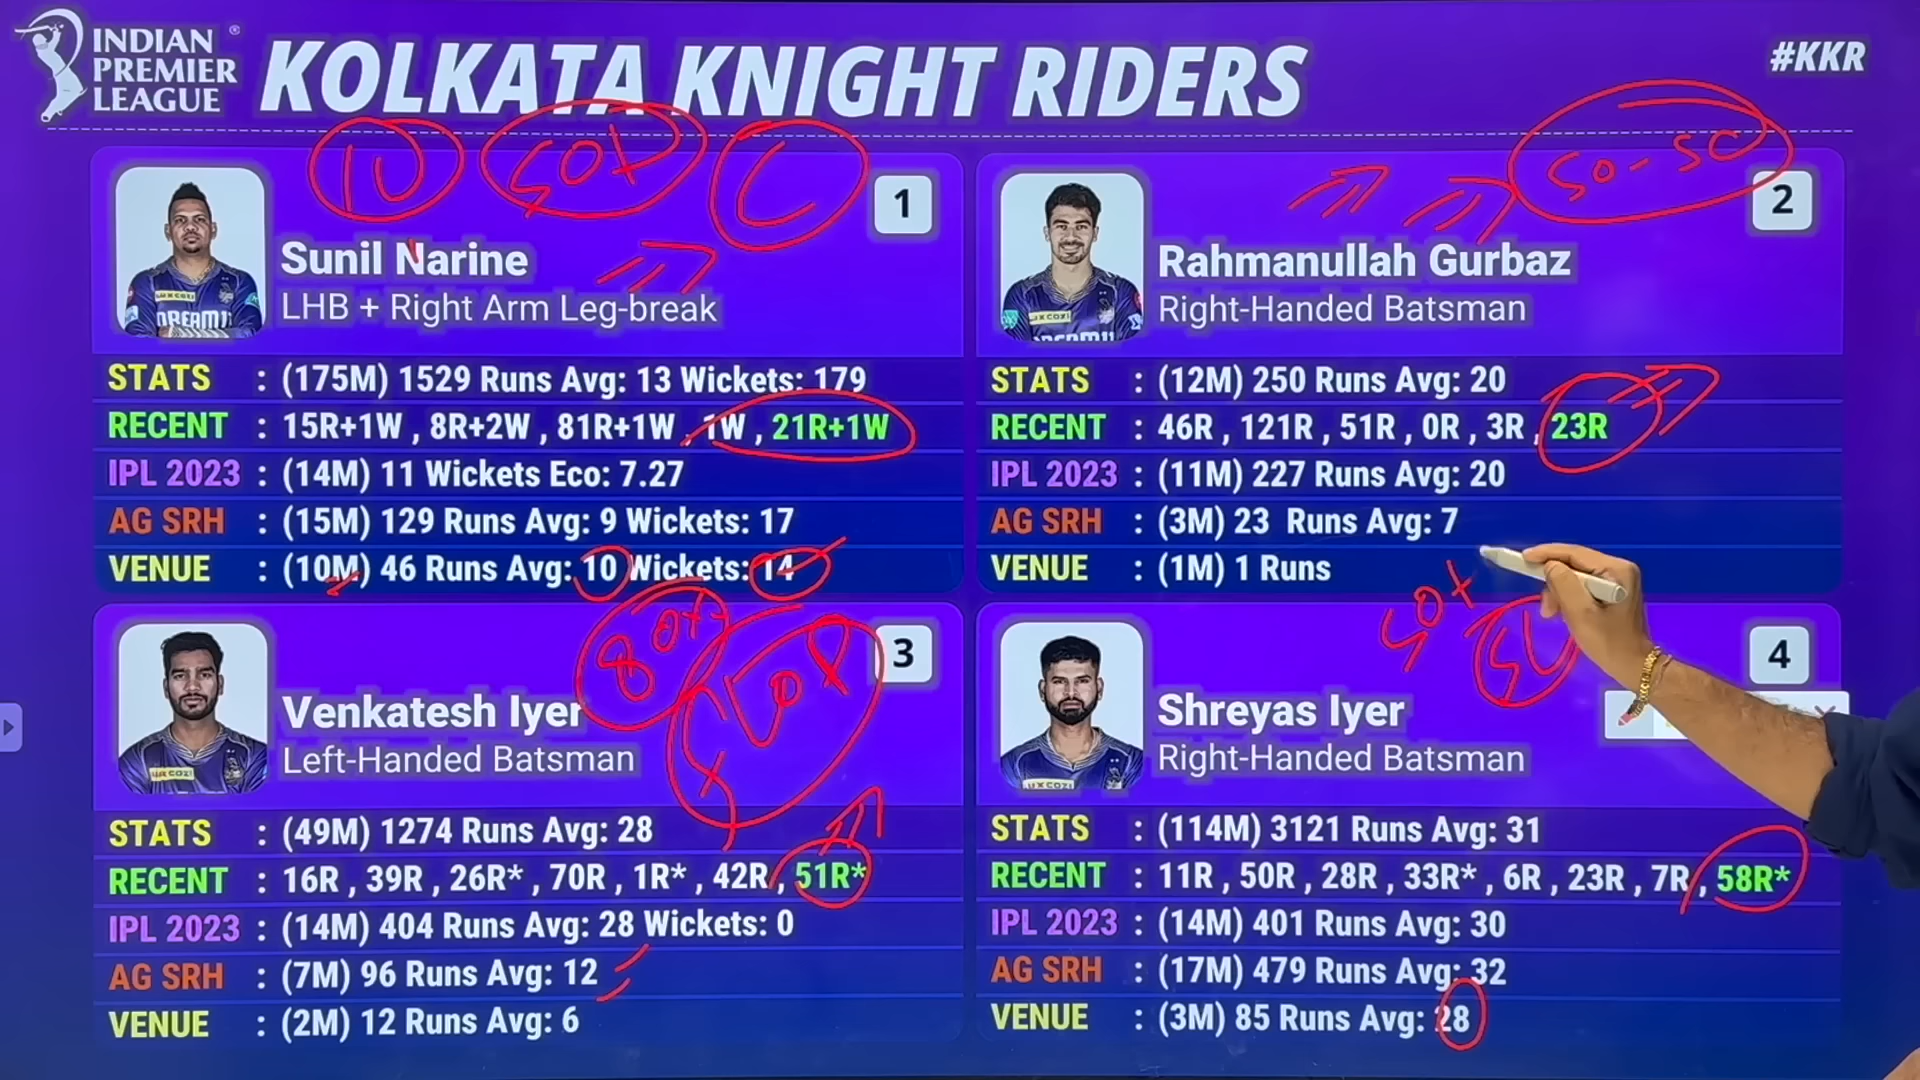 INDIAN
PREMIER
LEAGUE
KOLKATA KNIGHT RIDERS
#KKR
1
Sunil Narine
LHB + Right Arm Leg-break
STATS : (175M) 1529 Runs Avg: 13 Wickets: 179
RECENT : 15R+1W , 8R+2W , 81R+1W , 1W , 21R+1W
IPL 2023 : (14M) 11 Wickets Eco: 7.27
AG SRH : (15M) 129 Runs Avg: 9 Wickets: 17
VENUE : (10M) 46 Runs Avg: 10 Wickets: 14
50-50
2
Rahmanullah Gurbaz
Right-Handed Batsman
STATS : (12M) 250 Runs Avg: 20
RECENT : 46R , 121R , 51R , 0R , 3R , 23R
IPL 2023 : (11M) 227 Runs Avg: 20
AG SRH : (3M) 23 Runs Avg: 7
VENUE : (1M) 1 Runs
3
Venkatesh Iyer
Left-Handed Batsman
STATS : (49M) 1274 Runs Avg: 28
RECENT : 16R , 39R , 26R* , 70R , 1R* , 42R , 51R*
IPL 2023 : (14M) 404 Runs Avg: 28 Wickets: 0
AG SRH : (7M) 96 Runs Avg: 12
VENUE : (2M) 12 Runs Avg: 6
4
Shreyas Iyer
Right-Handed Batsman
STATS : (114M) 3121 Runs Avg: 31
RECENT : 11R , 50R , 28R , 33R* , 6R , 23R , 7R , 58R*
IPL 2023 : (14M) 401 Runs Avg: 30
AG SRH : (17M) 479 Runs Avg: 32
VENUE : (3M) 85 Runs Avg: 28